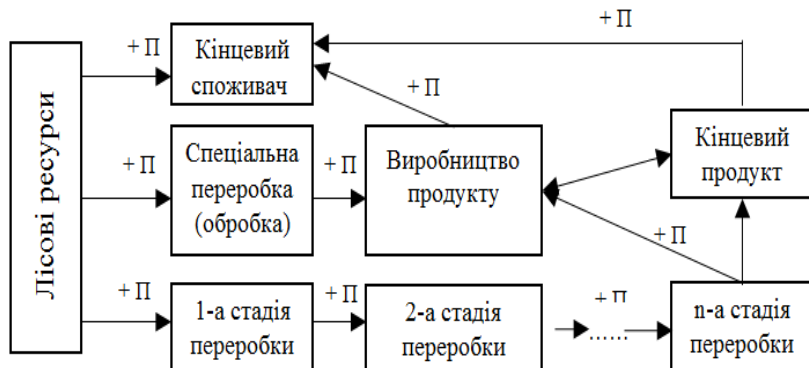 + П
+ П
Кінцевий
споживач
+ П
Лісові ресурси
+ П
Спеціальна
переробка
(обробка)
+ П
Виробництво
продукту
Кінцевий
продукт
+ П
+ П
1-а стадія
переробки
+ П
2-а стадія
переробки
+ П
......
n-а стадія
переробки